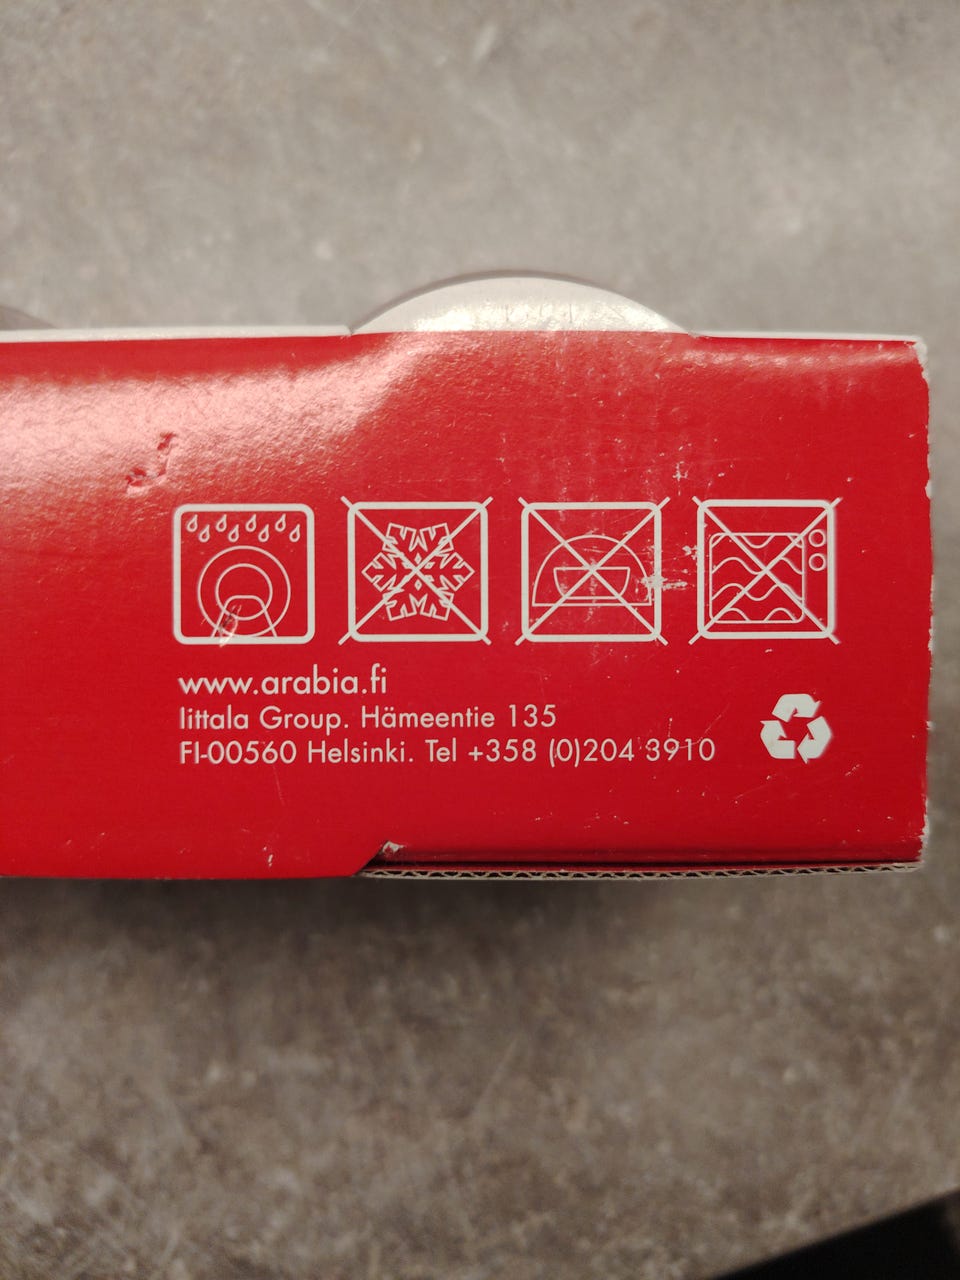 www.arabia.fi
Iittala Group. Hämeentie 135
FI-00560 Helsinki. Tel +358 (0)204 3910